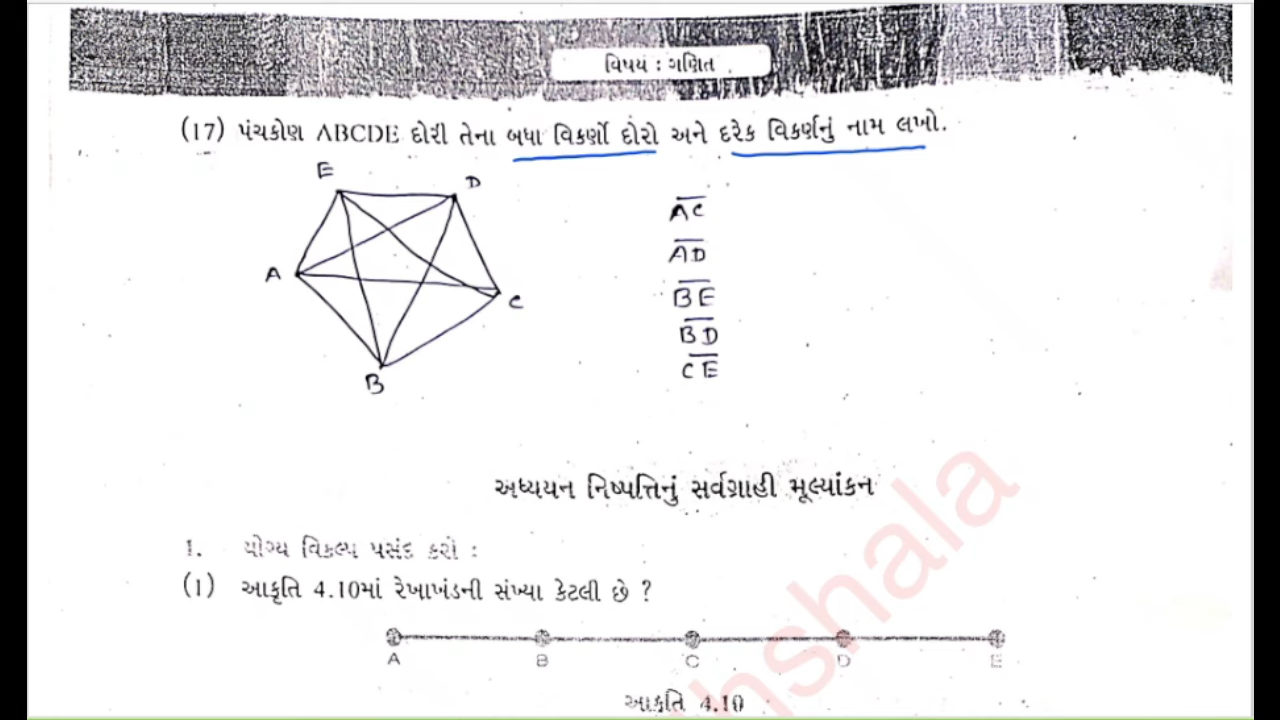 વિષય : ગણિત
(17) પંચકોણ ABCDE દોરી તેના બધા વિકર્ણો દોરો અને દરેક વિકર્ણનું નામ લખો.
E
D
A
C
B
AC
AD
BE
BD
CE
અધ્યયન નિષ્પત્તિનું સર્વગ્રાહી મૂલ્યાંકન
1. યોગ્ય વિકલ્પ પસંદ કરો :
(1) આકૃતિ 4.10માં રેખાખંડની સંખ્યા કેટલી છે ?
A B C D E
આકૃતિ 4.10